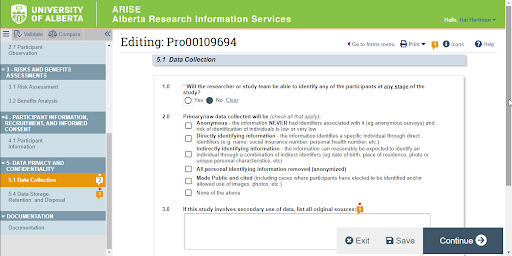 UNIVERSITY
OF ALBERTA
ARISE
Alberta Research Information Services
Hello, Hal Hartman
Validate
Compare
Editing: Pro00109694
Go to forms menu
Print
Icons
Help
2.7 Participant
Observation
3 - RISKS AND BENEFITS
ASSESSMENTS
3.1 Risk Assessment
3.2 Benefits Analysis
4 - PARTICIPANT INFORMATION,
RECRUITMENT, AND INFORMED
CONSENT
4.1 Participant
Information
5- DATA PRIVACY AND
CONFIDENTIALITY
5.1 Data Collection
5.4 Data Storage,
Retention, and Disposal
DOCUMENTATION
Documentation
5.1 Data Collection
1.0 * Will the researcher or study team be able to identify any of the participants at any stage of the
study?
Yes No Clear
2.0 Primary/raw data collected will be (check all that apply):
Anonymous - the information NEVER had identifiers associated with it (eg anonymous surveys) and
risk of identification of individuals is low or very low
Directly identifying information - the information identifies a specific individual through direct
identifiers (e.g. name, social insurance number, personal health number, etc.)
Indirectly identifying information - the information can reasonably be expected to identify an
individual through a combination of indirect identifiers (eg date of birth, place of residence, photo or
unique personal characteristics, etc)
All personal identifying information removed (anonymized)
Made Public and cited (including cases where participants have elected to be identified and/or
allowed use of images, photos, etc.)
None of the above
3.0 If this study involves secondary use of data, list all original sources:
Exit
Save
Continue